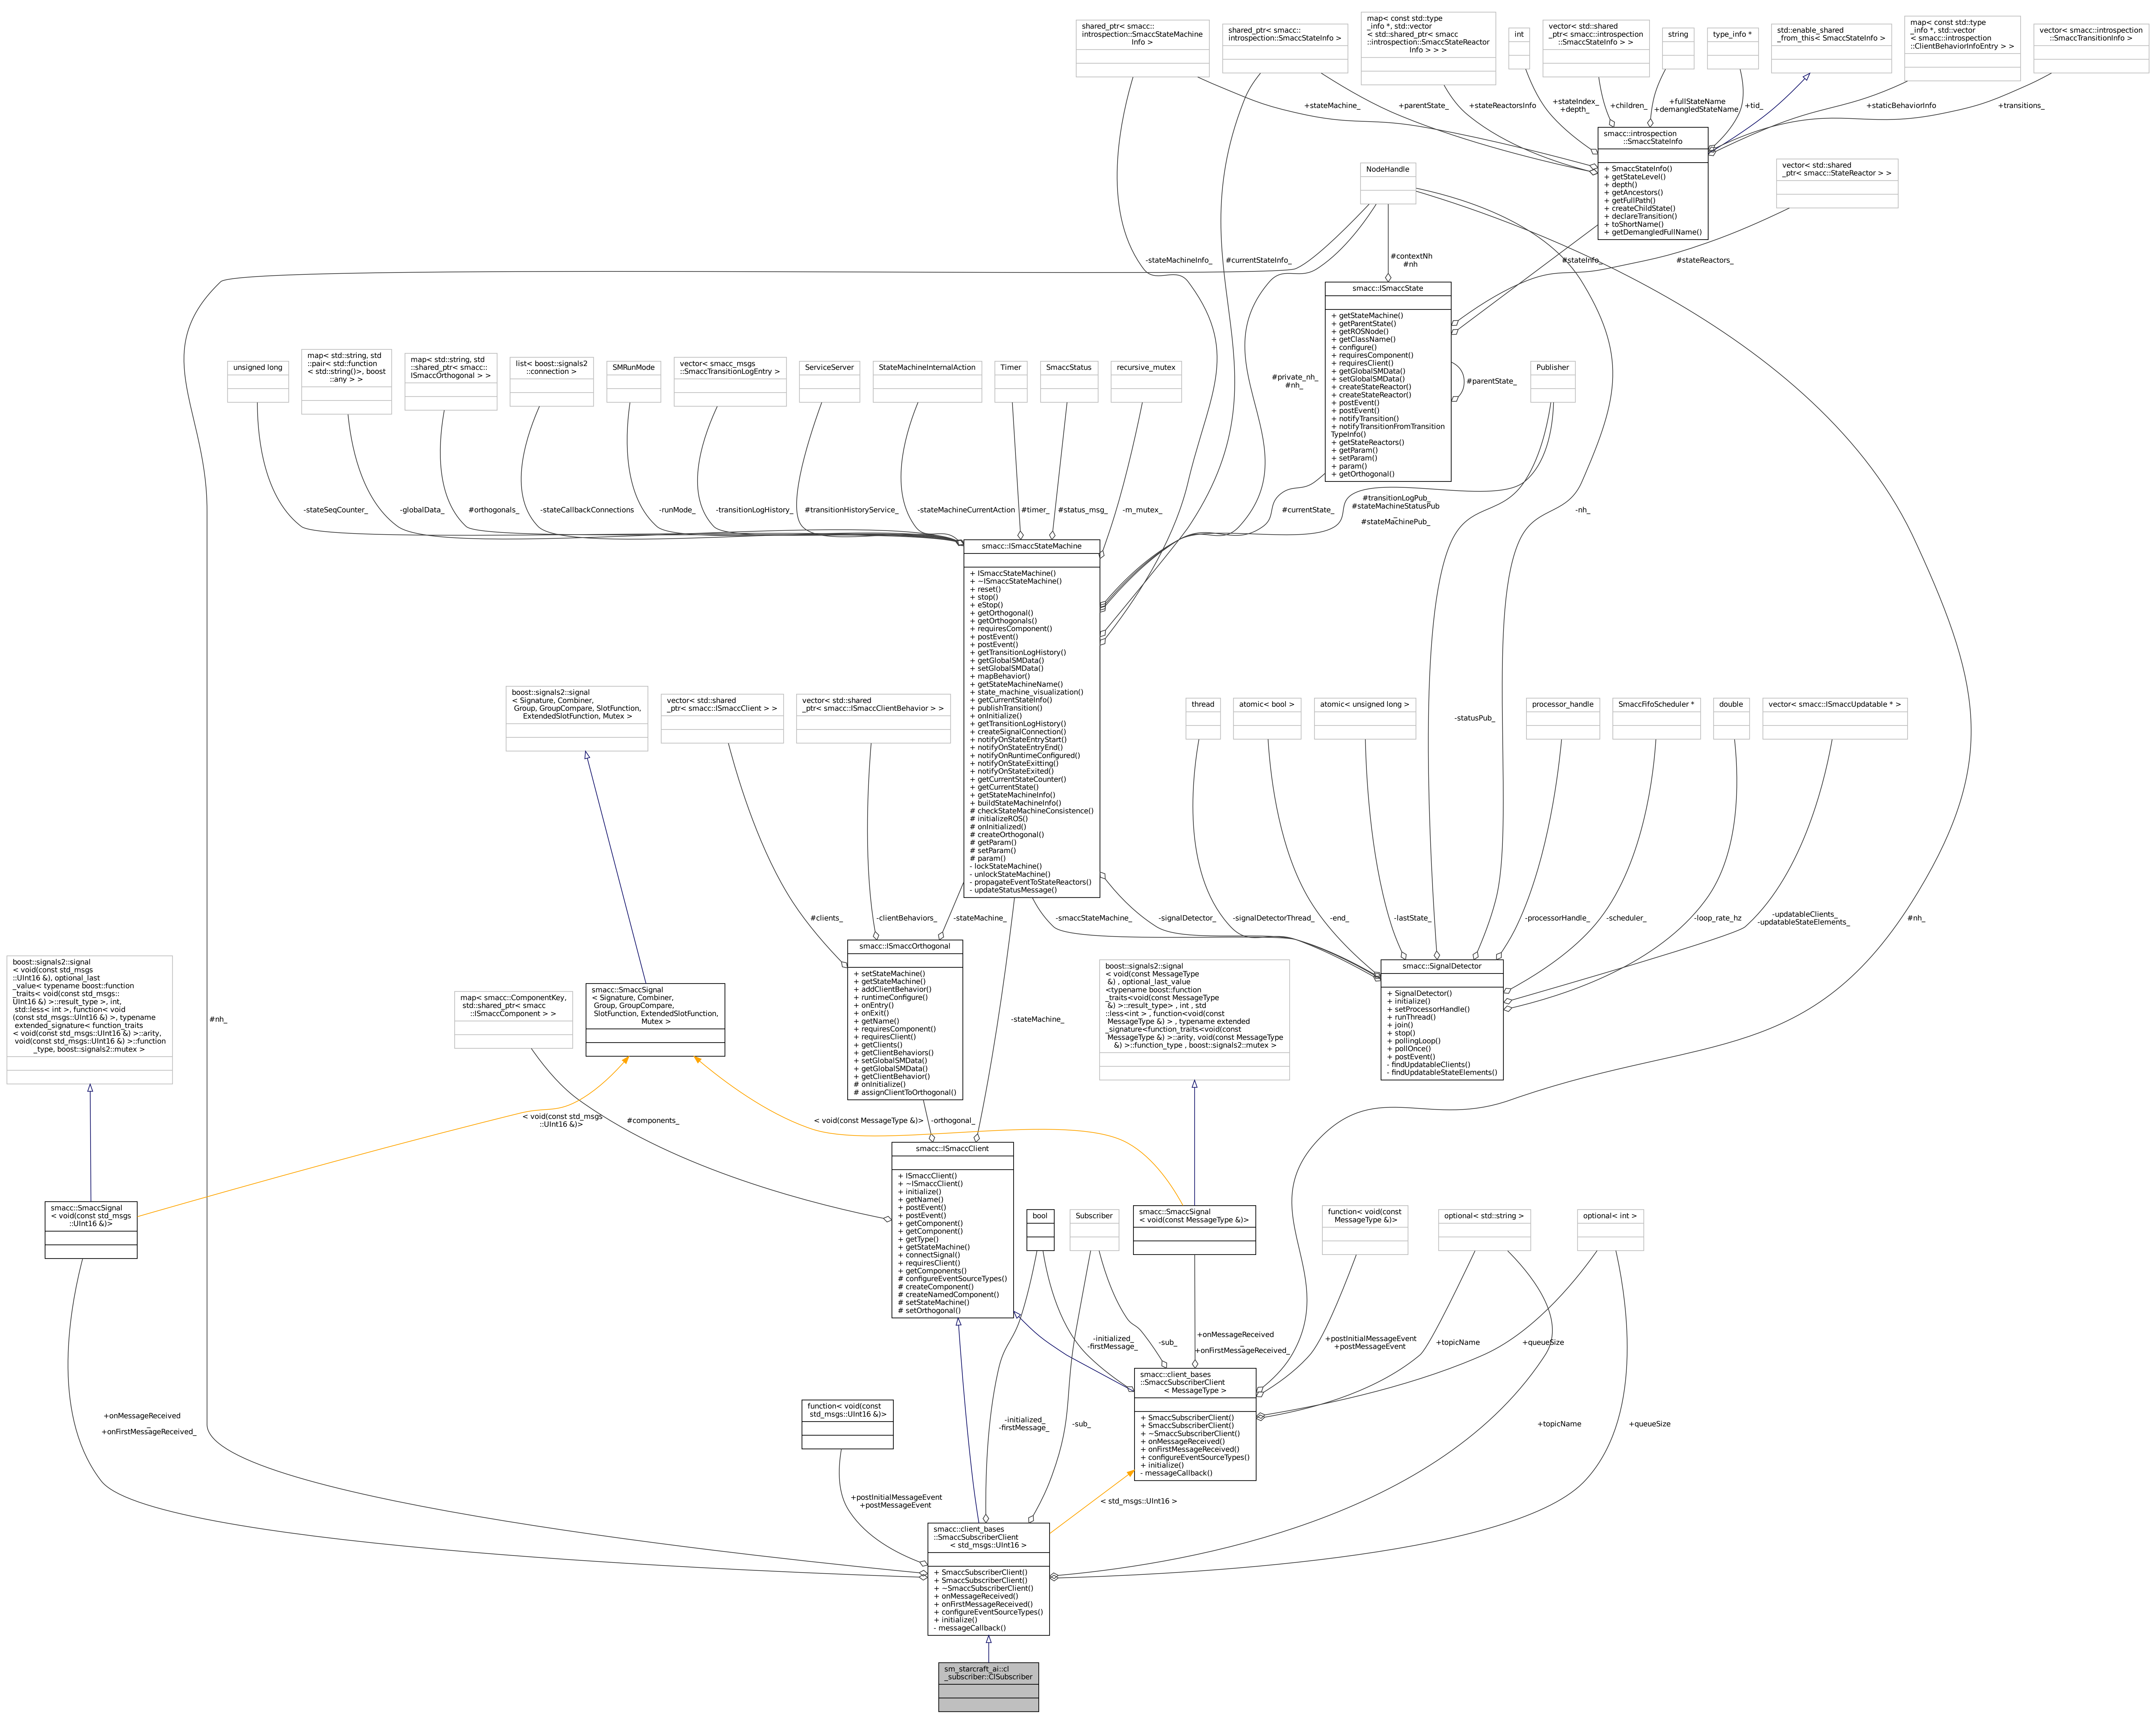 shared_ptr< smacc::
introspection::SmaccStateMachine
Info >
shared_ptr< smacc::
introspection::SmaccStateInfo >
map< const std::type
_info *, std::vector
< std::shared_ptr< smacc
::introspection::SmaccStateReactor
Info > > >
int
vector< std::shared
_ptr< smacc::introspection
::SmaccStateInfo > >
string
type_info *
std::enable_shared
_from_this< SmaccStateInfo >
map< const std::type
_info *, std::vector
< smacc::introspection
::ClientBehaviorInfoEntry > >
vector< smacc::introspection
::SmaccTransitionInfo >
+stateMachine_
+parentState_
+stateReactorsInfo
+stateIndex_
+depth_
+children_
+fullStateName
+demangledStateName
+tid_
+staticBehaviorInfo
+transitions_
smacc::introspection
::SmaccStateInfo
+ SmaccStateInfo()
+ getStateLevel()
+ depth()
+ getAncestors()
+ getFullPath()
+ createChildState()
+ declareTransition()
+ toShortName()
+ getDemangledFullName()
vector< std::shared
_ptr< smacc::StateReactor > >
NodeHandle
-stateMachineInfo_
#currentStateInfo_
#contextNh
#nh
#stateInfo_
#stateReactors_
smacc::ISmaccState
+ getStateMachine()
+ getParentState()
+ getROSNode()
+ getClassName()
+ configure()
+ requiresComponent()
+ requiresClient()
+ getGlobalSMData()
+ setGlobalSMData()
+ createStateReactor()
+ createStateReactor()
+ postEvent()
+ postEvent()
+ notifyTransition()
+ notifyTransitionFromTransition
TypeInfo()
+ getStateReactors()
+ getParam()
+ setParam()
+ param()
+ getOrthogonal()
#parentState_
#private_nh_
#nh_
Publisher
unsigned long
map< std::string, std
::pair< std::function
< std::string()>, boost
::any > >
map< std::string, std
::shared_ptr< smacc::
ISmaccOrthogonal > >
list< boost::signals2
::connection >
SMRunMode
vector< smacc_msgs
::SmaccTransitionLogEntry >
ServiceServer
StateMachineInternalAction
Timer
SmaccStatus
recursive_mutex
-stateSeqCounter_
-globalData_
#orthogonals_
-stateCallbackConnections
-runMode_
-transitionLogHistory_
#transitionHistoryService_
-stateMachineCurrentAction
#timer_
#status_msg_
-m_mutex_
#currentState_
#transitionLogPub_
#stateMachineStatusPub
_
#stateMachinePub_
-nh_
smacc::ISmaccStateMachine
+ ISmaccStateMachine()
+ ~ISmaccStateMachine()
+ reset()
+ stop()
+ eStop()
+ getOrthogonal()
+ getOrthogonals()
+ requiresComponent()
+ postEvent()
+ postEvent()
+ getTransitionLogHistory()
+ getGlobalSMData()
+ setGlobalSMData()
+ mapBehavior()
+ getStateMachineName()
+ state_machine_visualization()
+ getCurrentStateInfo()
+ publishTransition()
+ onInitialize()
+ getTransitionLogHistory()
+ createSignalConnection()
+ notifyOnStateEntryStart()
+ notifyOnStateEntryEnd()
+ notifyOnRuntimeConfigured()
+ notifyOnStateExitting()
+ notifyOnStateExited()
+ getCurrentStateCounter()
+ getCurrentState()
+ getStateMachineInfo()
+ buildStateMachineInfo()
# checkStateMachineConsistence()
# initializeROS()
# onInitialized()
# createOrthogonal()
# getParam()
# setParam()
# param()
- lockStateMachine()
- unlockStateMachine()
- propagateEventToStateReactors()
- updateStatusMessage()
boost::signals2::signal
< Signature, Combiner,
Group, GroupCompare, SlotFunction,
ExtendedSlotFunction, Mutex >
vector< std::shared
_ptr< smacc::ISmaccClient > >
vector< std::shared
_ptr< smacc::ISmaccClientBehavior > >
thread
atomic< bool >
atomic< unsigned long >
-statusPub_
processor_handle
SmaccFifoScheduler *
double
vector< smacc::ISmaccUpdatable * >
#clients_
-clientBehaviors_
-stateMachine_
-smaccStateMachine_
-signalDetector_
-signalDetectorThread_
-end_
-lastState_
-processorHandle_
-scheduler_
-loop_rate_hz
-updatableClients_
-updatableStateElements_
#nh_
smacc::ISmaccOrthogonal
+ setStateMachine()
+ getStateMachine()
+ addClientBehavior()
+ runtimeConfigure()
+ onEntry()
+ onExit()
+ getName()
+ requiresComponent()
+ requiresClient()
+ getClients()
+ getClientBehaviors()
+ setGlobalSMData()
+ getGlobalSMData()
+ getClientBehavior()
# onInitialize()
# assignClientToOrthogonal()
smacc::SignalDetector
+ SignalDetector()
+ initialize()
+ setProcessorHandle()
+ runThread()
+ join()
+ stop()
+ pollingLoop()
+ pollOnce()
+ postEvent()
- findUpdatableClients()
- findUpdatableStateElements()
boost::signals2::signal
< void(const std_msgs
::UInt16 &), optional_last
_value< typename boost::function
_traits< void(const std_msgs::
UInt16 &) >::result_type >, int,
std::less< int >, function< void
(const std_msgs::UInt16 &) >, typename
extended_signature< function_traits
< void(const std_msgs::UInt16 &) >::arity,
void(const std_msgs::UInt16 &) >::function
_type, boost::signals2::mutex >
#nh_
map< smacc::ComponentKey,
std::shared_ptr< smacc
::ISmaccComponent > >
smacc::SmaccSignal
< Signature, Combiner,
Group, GroupCompare,
SlotFunction, ExtendedSlotFunction,
Mutex >
-stateMachine_
boost::signals2::signal
< void(const MessageType
&) , optional_last_value
<typename boost::function
_traits<void(const MessageType
&) >::result_type> , int , std
::less<int > , function<void(const
MessageType &) > , typename extended
_signature<function_traits<void(const
MessageType &) >::arity, void(const MessageType
&) >::function_type , boost::signals2::mutex >
< void(const std_msgs
::UInt16 &)>
#components_
< void(const MessageType &)>
-orthogonal_
smacc::ISmaccClient
+ ISmaccClient()
+ ~ISmaccClient()
+ initialize()
+ getName()
+ postEvent()
+ postEvent()
+ getComponent()
+ getComponent()
+ getType()
+ getStateMachine()
+ connectSignal()
+ requiresClient()
+ getComponents()
# configureEventSourceTypes()
# createComponent()
# createNamedComponent()
# setStateMachine()
# setOrthogonal()
smacc::SmaccSignal
< void(const std_msgs
::UInt16 &)>
bool
Subscriber
smacc::SmaccSignal
< void(const MessageType &)>
function< void(const
MessageType &)>
optional< std::string >
optional< int >
-initialized_
-firstMessage_
-sub_
+onMessageReceived
_
+onFirstMessageReceived_
+postInitialMessageEvent
+postMessageEvent
+topicName
+queueSize
smacc::client_bases
::SmaccSubscriberClient
< MessageType >
+ SmaccSubscriberClient()
+ SmaccSubscriberClient()
+ ~SmaccSubscriberClient()
+ onMessageReceived()
+ onFirstMessageReceived()
+ configureEventSourceTypes()
+ initialize()
- messageCallback()
+onMessageReceived
_
+onFirstMessageReceived_
function< void(const
std_msgs::UInt16 &)>
-initialized_
-firstMessage_
-sub_
+topicName
+queueSize
+postInitialMessageEvent
+postMessageEvent
< std_msgs::UInt16 >
smacc::client_bases
::SmaccSubscriberClient
< std_msgs::UInt16 >
+ SmaccSubscriberClient()
+ SmaccSubscriberClient()
+ ~SmaccSubscriberClient()
+ onMessageReceived()
+ onFirstMessageReceived()
+ configureEventSourceTypes()
+ initialize()
- messageCallback()
sm_starcraft_ai::cl
_subscriber::ClSubscriber